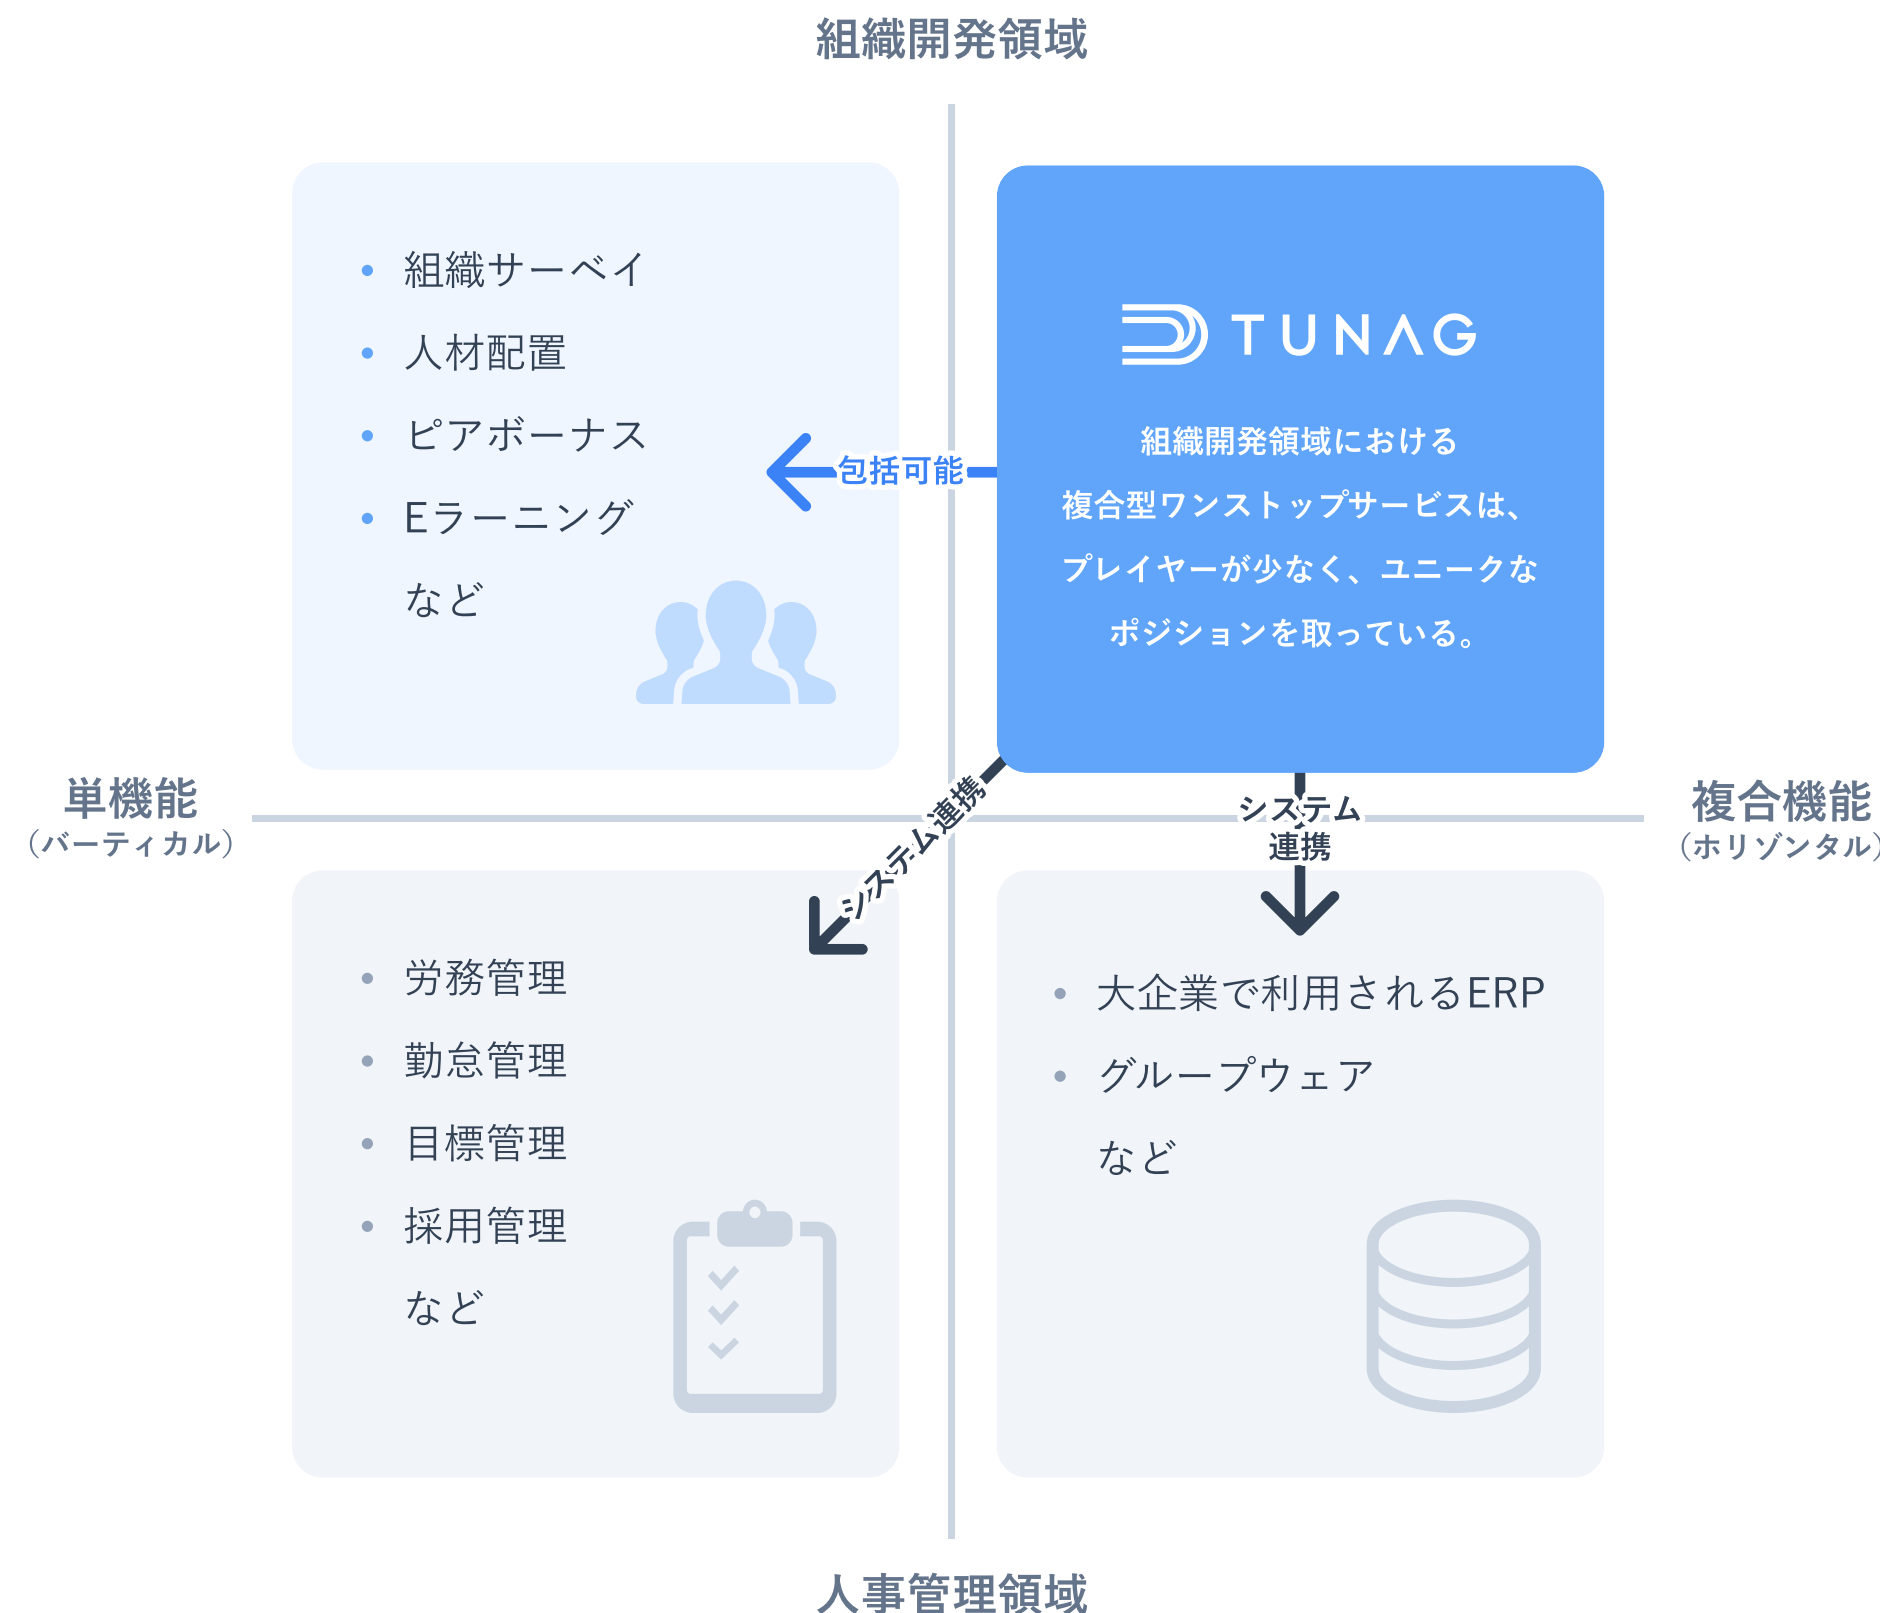 組織開発領域
組織サーベイ
人材配置
ピアボーナス
Eラーニング
など
包括可能
TUNAG
組織開発領域における
複合型ワンストップサービスは、
プレイヤーが少なく、ユニークな
ポジションを取っている。
単機能
（バーティカル）
システム連携
システム
連携
複合機能
（ホリゾンタル）
労務管理
勤怠管理
目標管理
採用管理
など
大企業で利用されるERP
グループウェア
など
人事管理領域